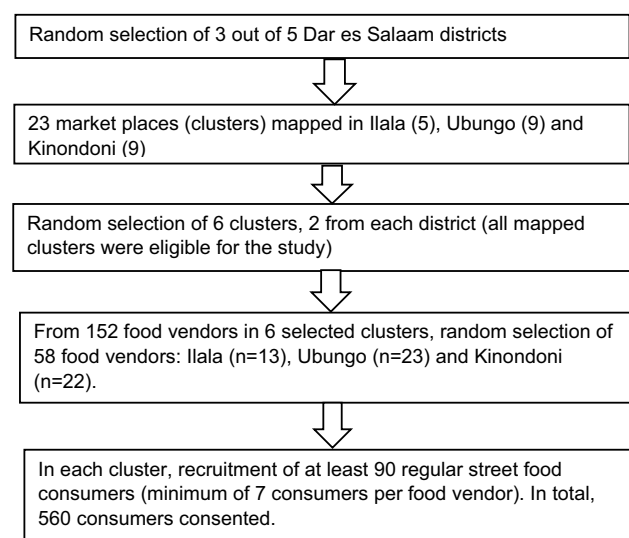 Random selection of 3 out of 5 Dar es Salaam districts
23 market places (clusters) mapped in Ilala (5), Ubungo (9) and
Kinondoni (9)
Random selection of 6 clusters, 2 from each district (all mapped
clusters were eligible for the study)
From 152 food vendors in 6 selected clusters, random selection of
58 food vendors: Ilala (n=13), Ubungo (n=23) and Kinondoni
(n=22).
In each cluster, recruitment of at least 90 regular street food
consumers (minimum of 7 consumers per food vendor). In total,
560 consumers consented.